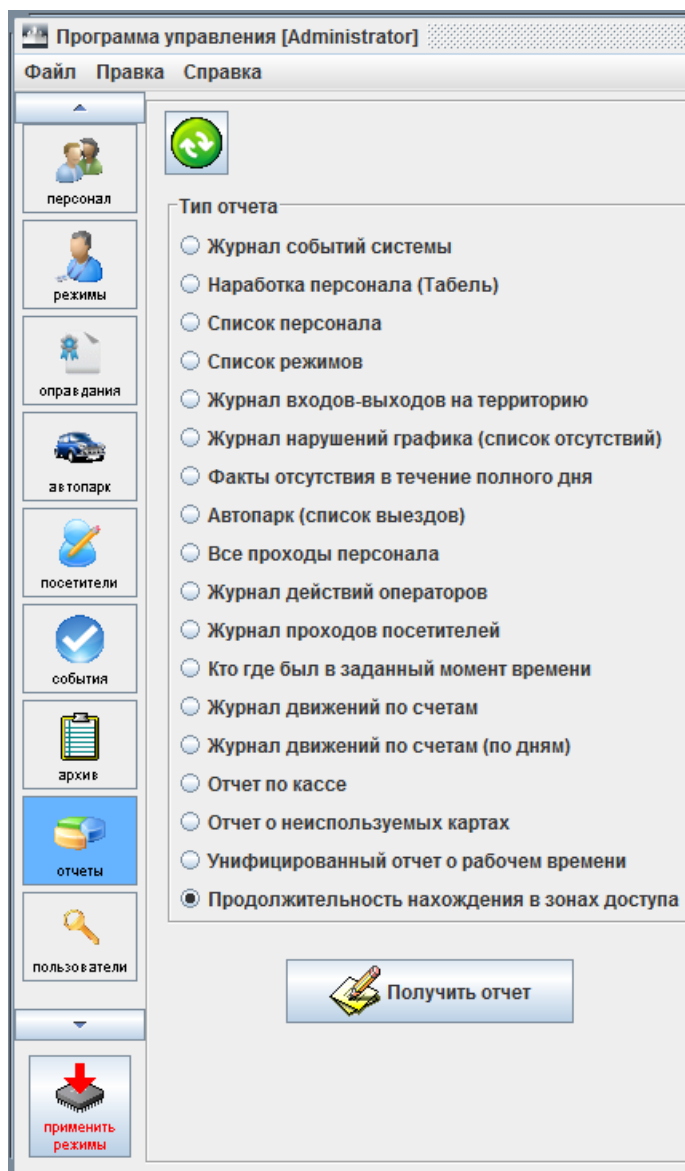 Программа управления [Administrator]
Файл Правка Справка
персонал
режимы
оправдания
автопарк
посетители
события
архив
отчеты
пользователи
применить
режимы
Тип отчета
Журнал событий системы
Наработка персонала (Табель)
Список персонала
Список режимов
Журнал входов-выходов на территорию
Журнал нарушений графика (список отсутствий)
Факты отсутствия в течение полного дня
Автопарк (список выездов)
Все проходы персонала
Журнал действий операторов
Журнал проходов посетителей
Кто где был в заданный момент времени
Журнал движений по счетам
Журнал движений по счетам (по дням)
Отчет по кассе
Отчет о неиспользуемых картах
Унифицированный отчет о рабочем времени
Продолжительность нахождения в зонах доступа
Получить отчет